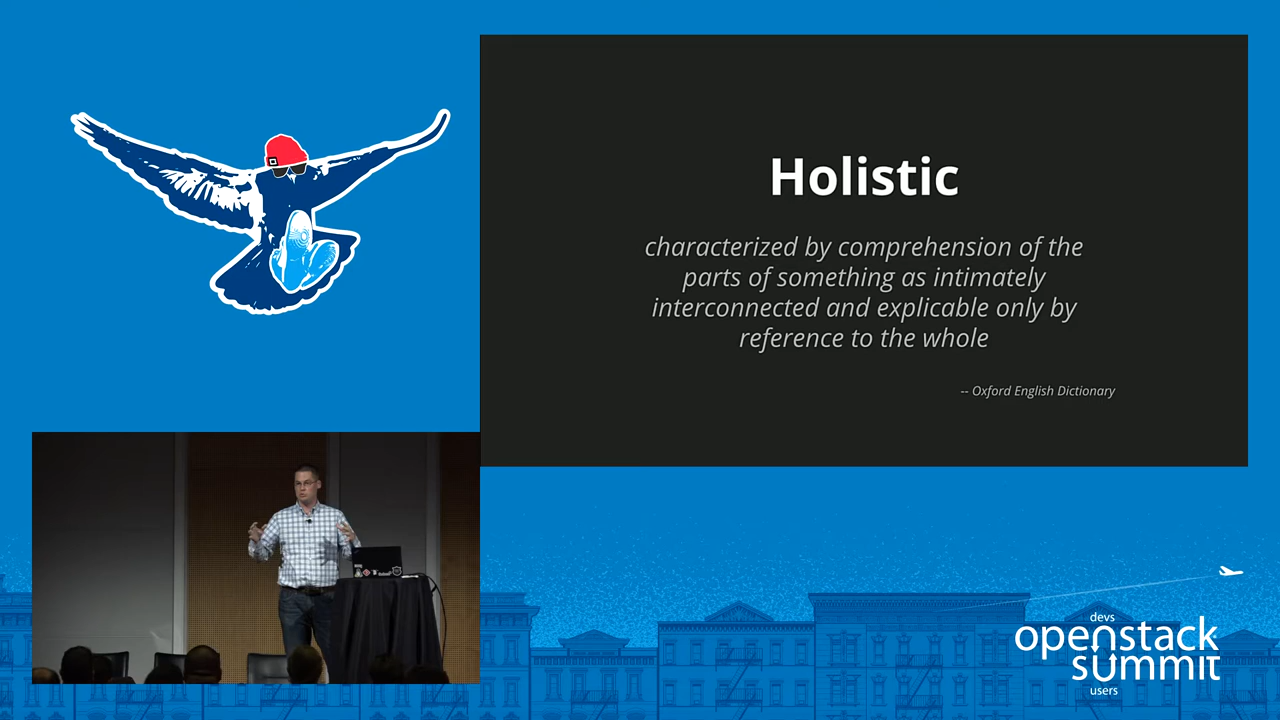 Holistic
characterized by comprehension of the
parts of something as intimately
interconnected and explicable only by
reference to the whole
-- Oxford English Dictionary
devs
openstack
summit
users